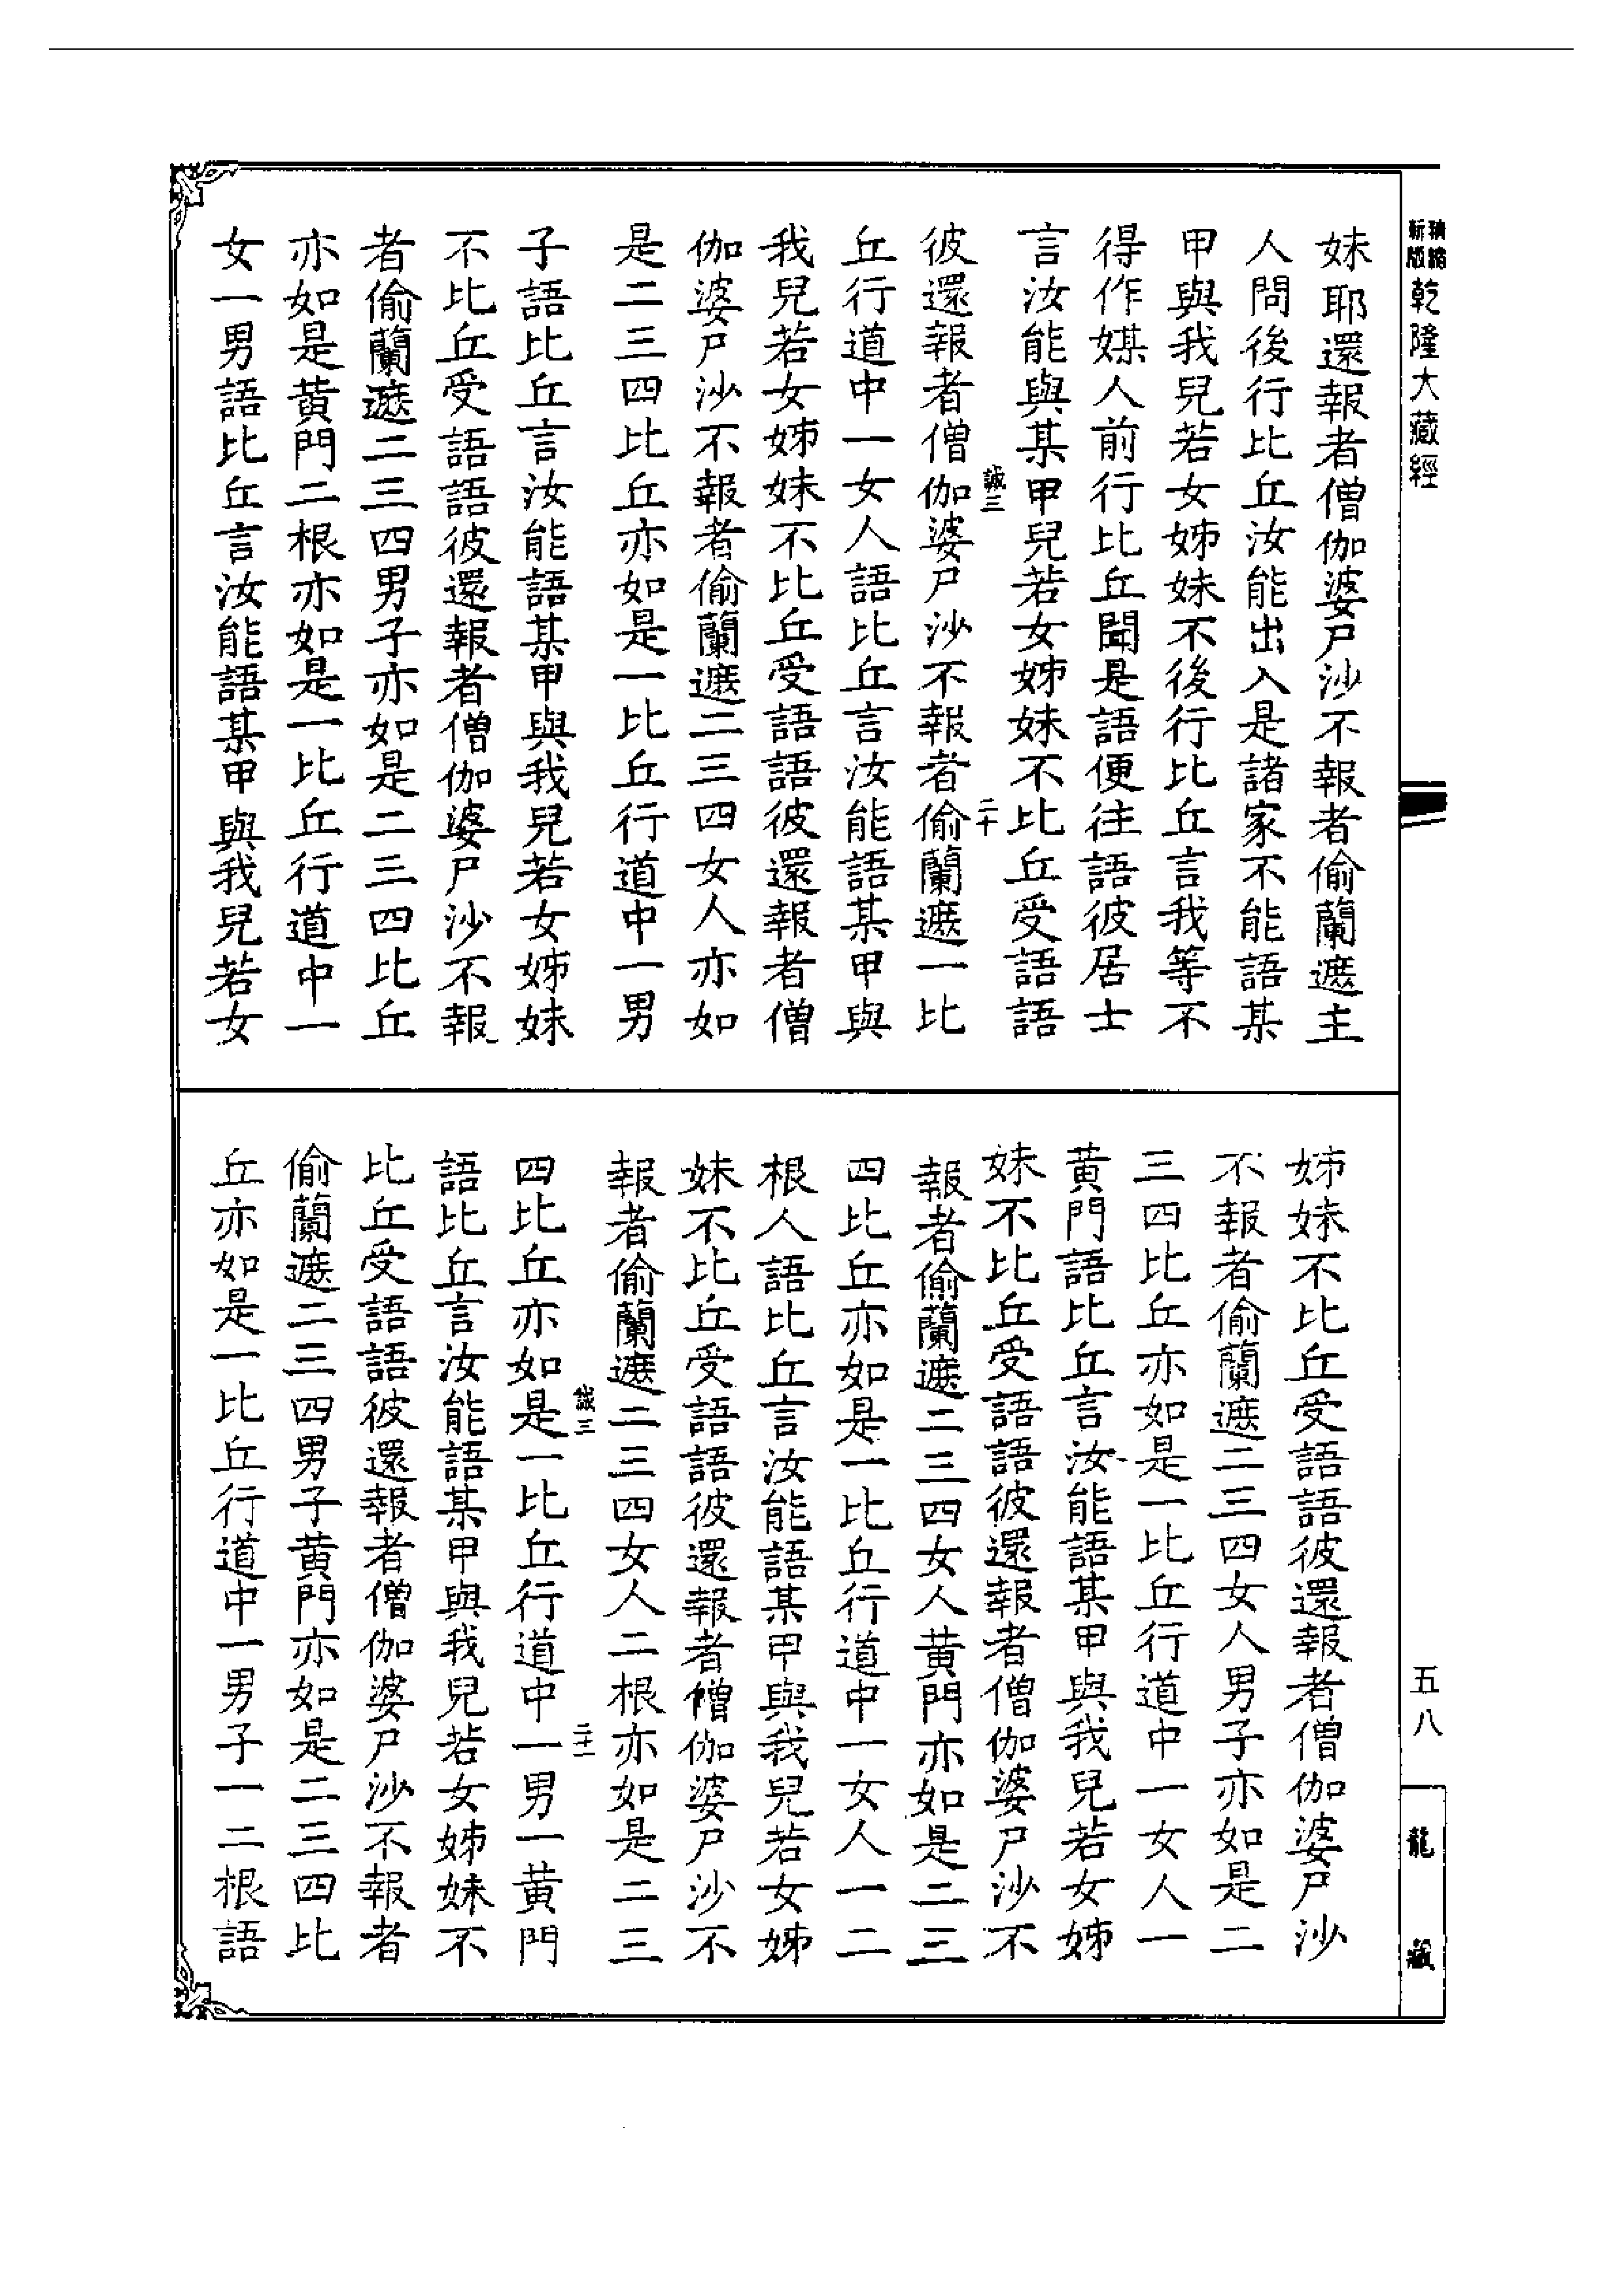 精縮新版乾隆大藏經
妹耶還報者僧伽婆尸沙不報者偷蘭遮主
人問後行比丘汝能出入是諸家不能語某
甲與我兒若女姊妹不後行比丘言我等不
得作媒人前行比丘聞是語便往語彼居士
言汝能與某甲兒若女姊妹不比丘受語語
誠三
二十
彼還報者僧伽婆尸沙不報者偷蘭遮一比
丘行道中一女人語比丘言汝能語某甲與
我兒若女姊妹不比丘受語語彼還報者僧
伽婆尸沙不報者偷蘭遮二三四女人亦如
是二三四比丘亦如是一比丘行道中一男
子語比丘言汝能語某甲與我兒若女姊妹
不比丘受語語彼還報者僧伽婆尸沙不報
者偷蘭遮二三四男子亦如是二三四比丘
亦如是黃門二根亦如是一比丘行道中一
女一男語比丘言汝能語某甲與我兒若女
姊妹不比丘受語語彼還報者僧伽婆尸沙
不報者偷蘭遮二三四女人男子亦如是二
三四比丘亦如是一比丘行道中一女人一
黃門語比丘言汝能語某甲與我兒若女姊
妹不比丘受語語彼還報者僧伽婆尸沙不
報者偷蘭遮二三四女人黃門亦如是二三
四比丘亦如是一比丘行道中一女人一二
根人語比丘言汝能語某甲與我兒若女姊
妹不比丘受語語彼還報者僧伽婆尸沙不
報者偷蘭遮二三四女人二根亦如是二三
誠三
二十一
四比丘亦如是一比丘行道中一男一黃門
語比丘言汝能語某甲與我兒若女姊妹不
比丘受語語彼還報者僧伽婆尸沙不報者
偷蘭遮二三四男子黃門亦如是二三四比
丘亦如是一比丘行道中一男子一二根語
五八
龍藏